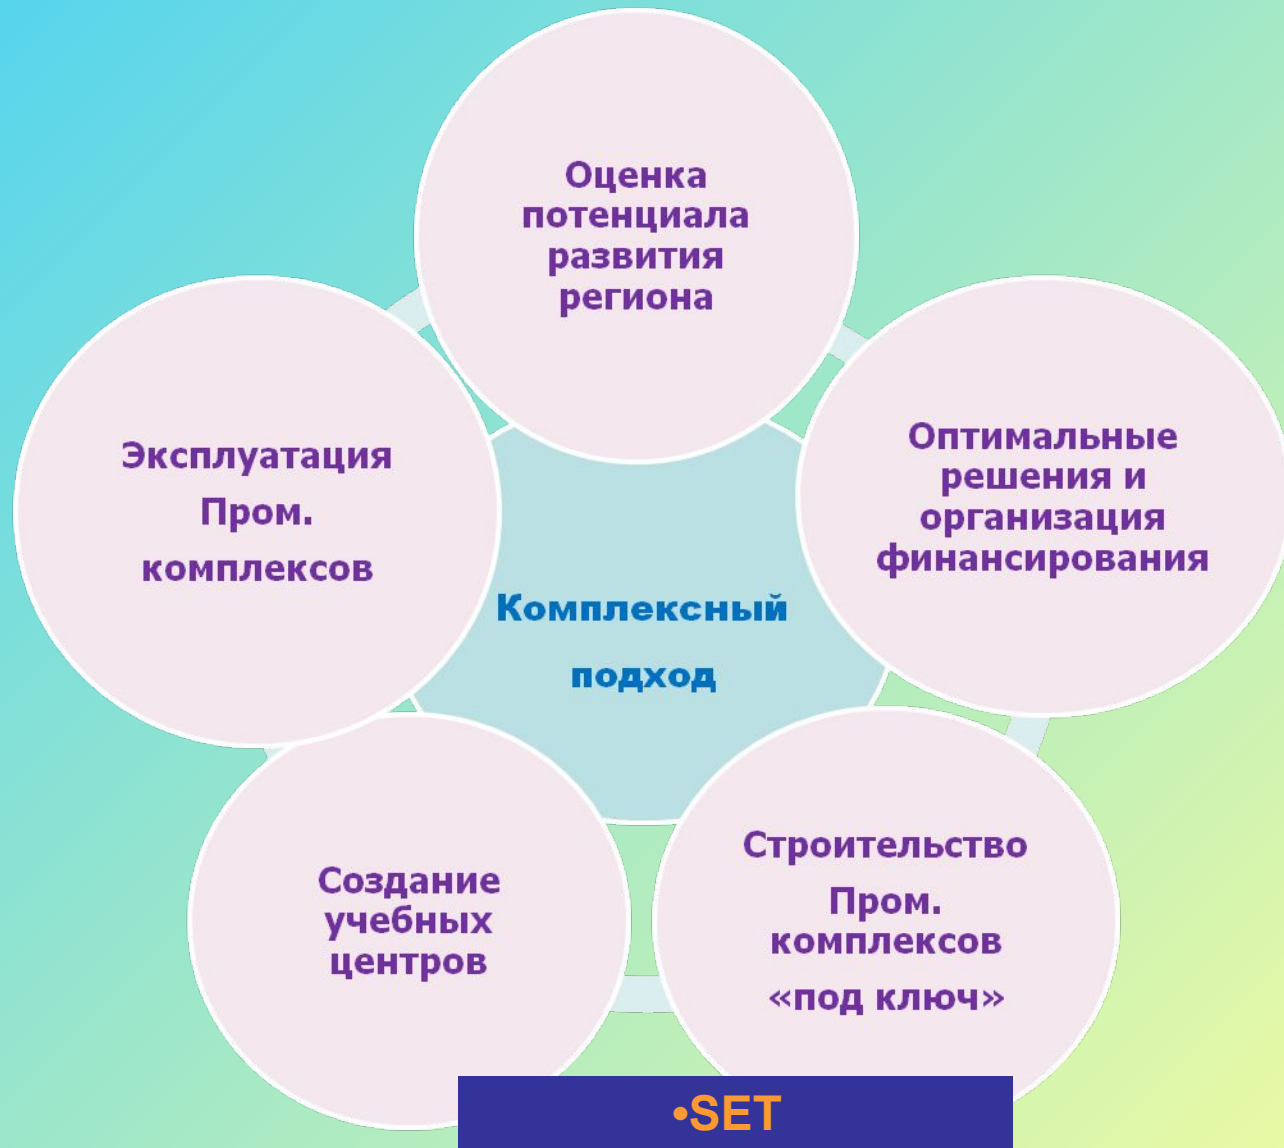 Оценка
потенциала
развития
региона
Оптимальные
решения и
организация
финансирования
Строительство
Пром.
комплексов
«под ключ»
Создание
учебных
центров
Эксплуатация
Пром.
комплексов
Комплексный
подход
•SET